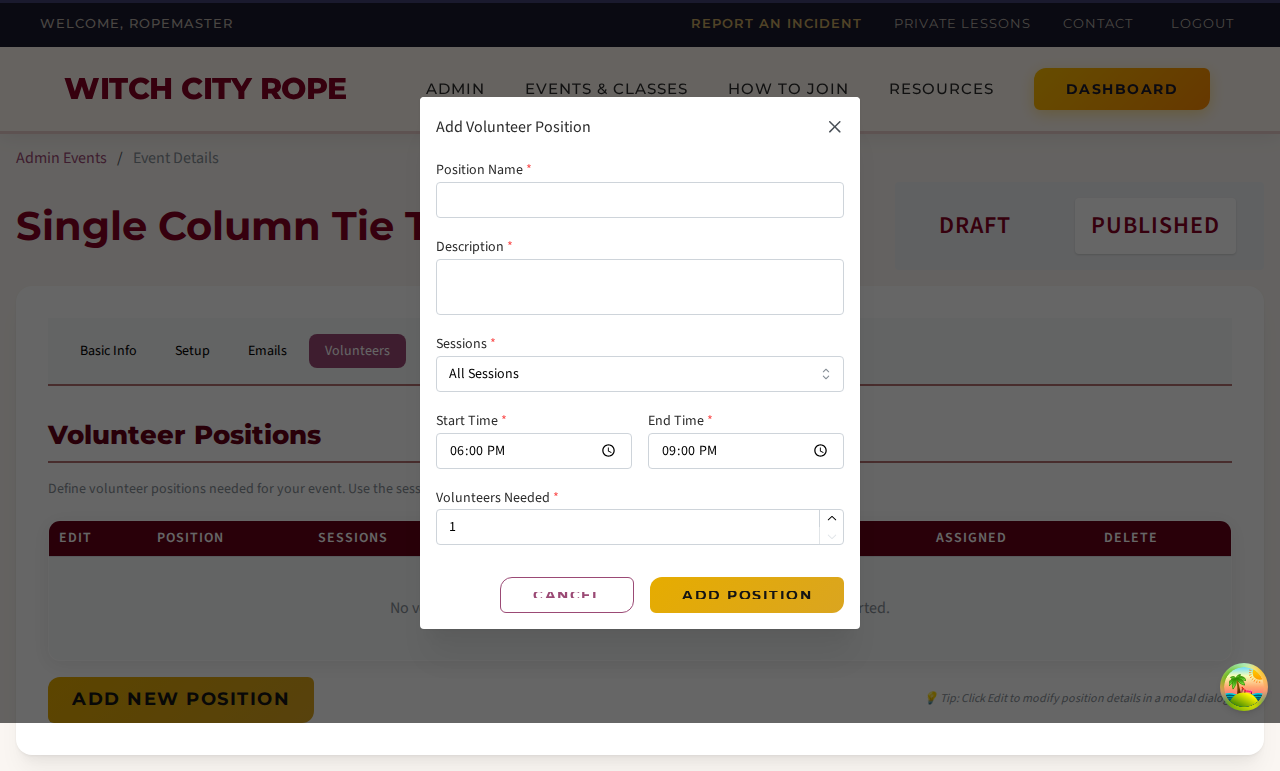 WELCOME, ROPEMASTER
REPORT AN INCIDENT
PRIVATE LESSONS
CONTACT
LOGOUT
WITCH CITY ROPE
ADMIN
EVENTS & CLASSES
HOW TO JOIN
RESOURCES
DASHBOARD
Admin Events / Event Details
Single Column Tie
DRAFT
PUBLISHED
Basic Info
Setup
Emails
Volunteers
Volunteer Positions
Define volunteer positions needed for your event. Use the
EDIT
POSITION
SESSIONS
ASSIGNED
DELETE
No
ADD NEW POSITION
💡 Tip: Click Edit to modify position details in a modal
Add Volunteer Position
Position Name *
Description *
Sessions *
All Sessions
Start Time *
End Time *
06:00 PM
09:00 PM
Volunteers Needed *
1
CANCEL
ADD POSITION